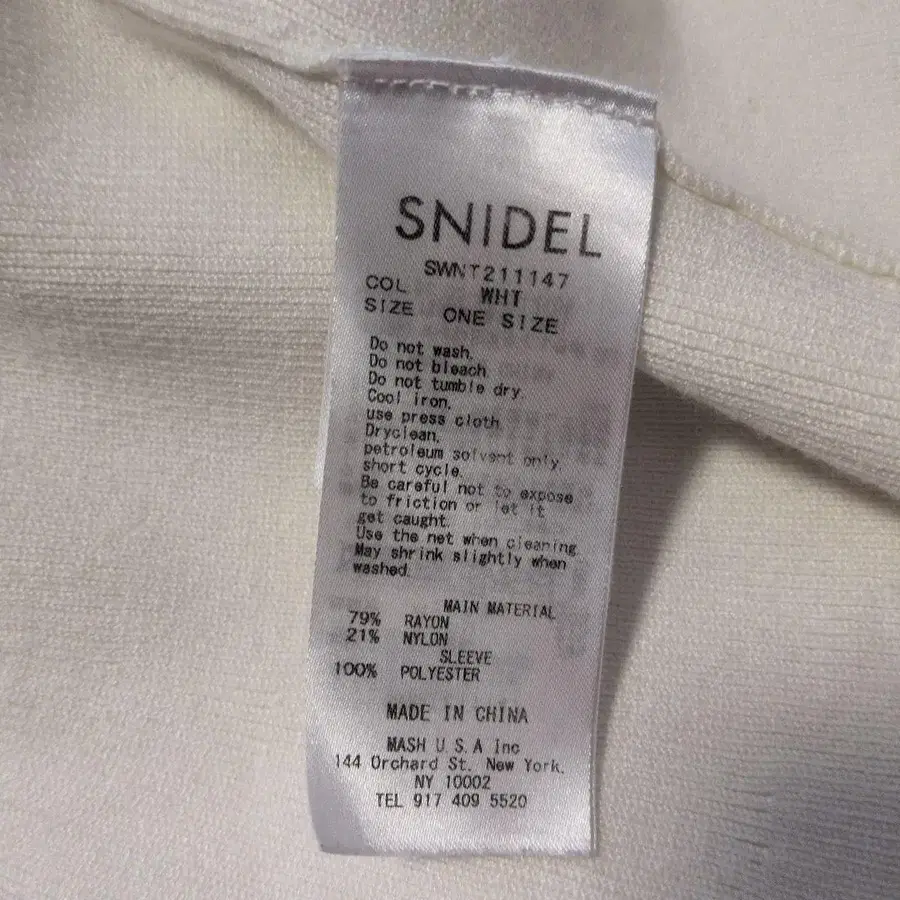 SNIDEL
SWNT211147
COL WHT
SIZE ONE SIZE
Do not wash.
Do not bleach
Do not tumble dry.
Cool iron.
use press cloth
Dryclean.
petroleum solvent only.
short cycle.
Be careful not to expose
to friction or let it
get caught.
Use the net when cleaning.
May shrink slightly when
washed.
MAIN MATERIAL
79% RAYON
21% NYLON
SLEEVE
100% POLYESTER
MADE IN CHINA
MASH U.S.A Inc
144 Orchard St. New York.
NY 10002
TEL 917 409 5520